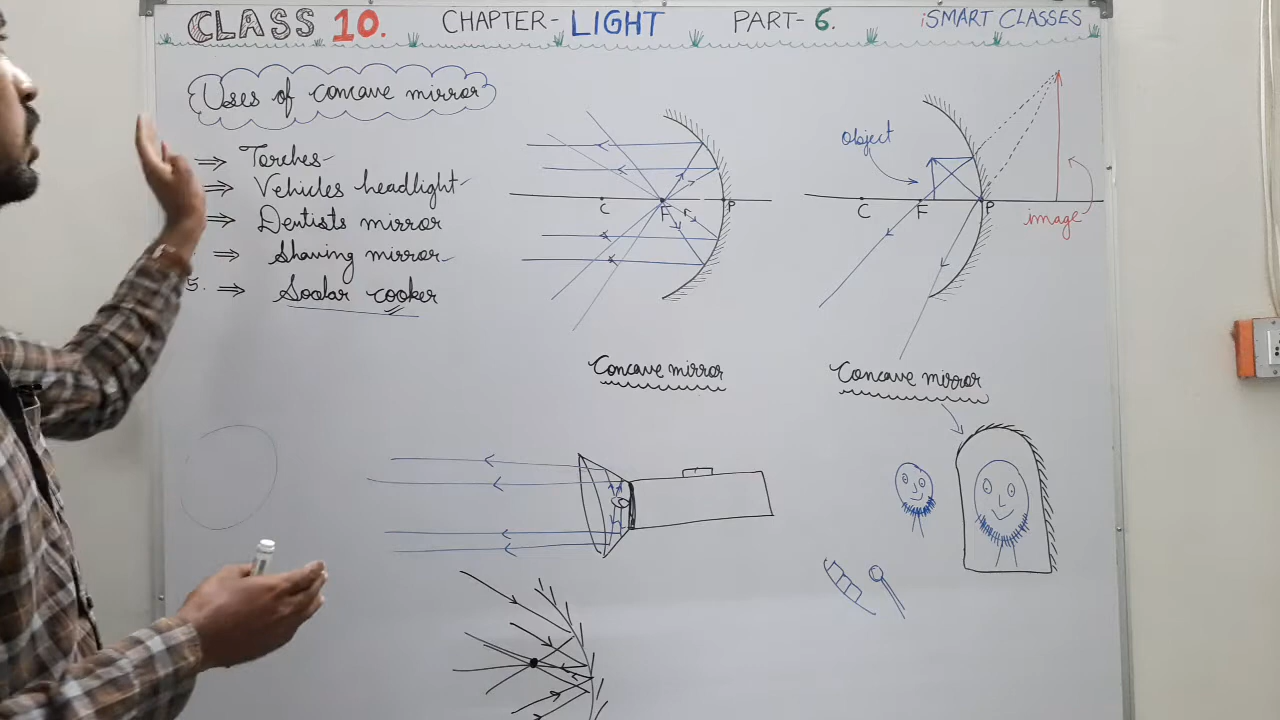 CLASS 10. CHAPTER- LIGHT PART- 6. iSMART CLASSES
Uses of concave mirror
⇒ Torches-
⇒ Vehicles headlight-
⇒ Dentists mirror
⇒ Shaving mirror-
5. ⇒ Soolar cooker
C F P
object
C F P
image
Concave mirror
Concave mirror